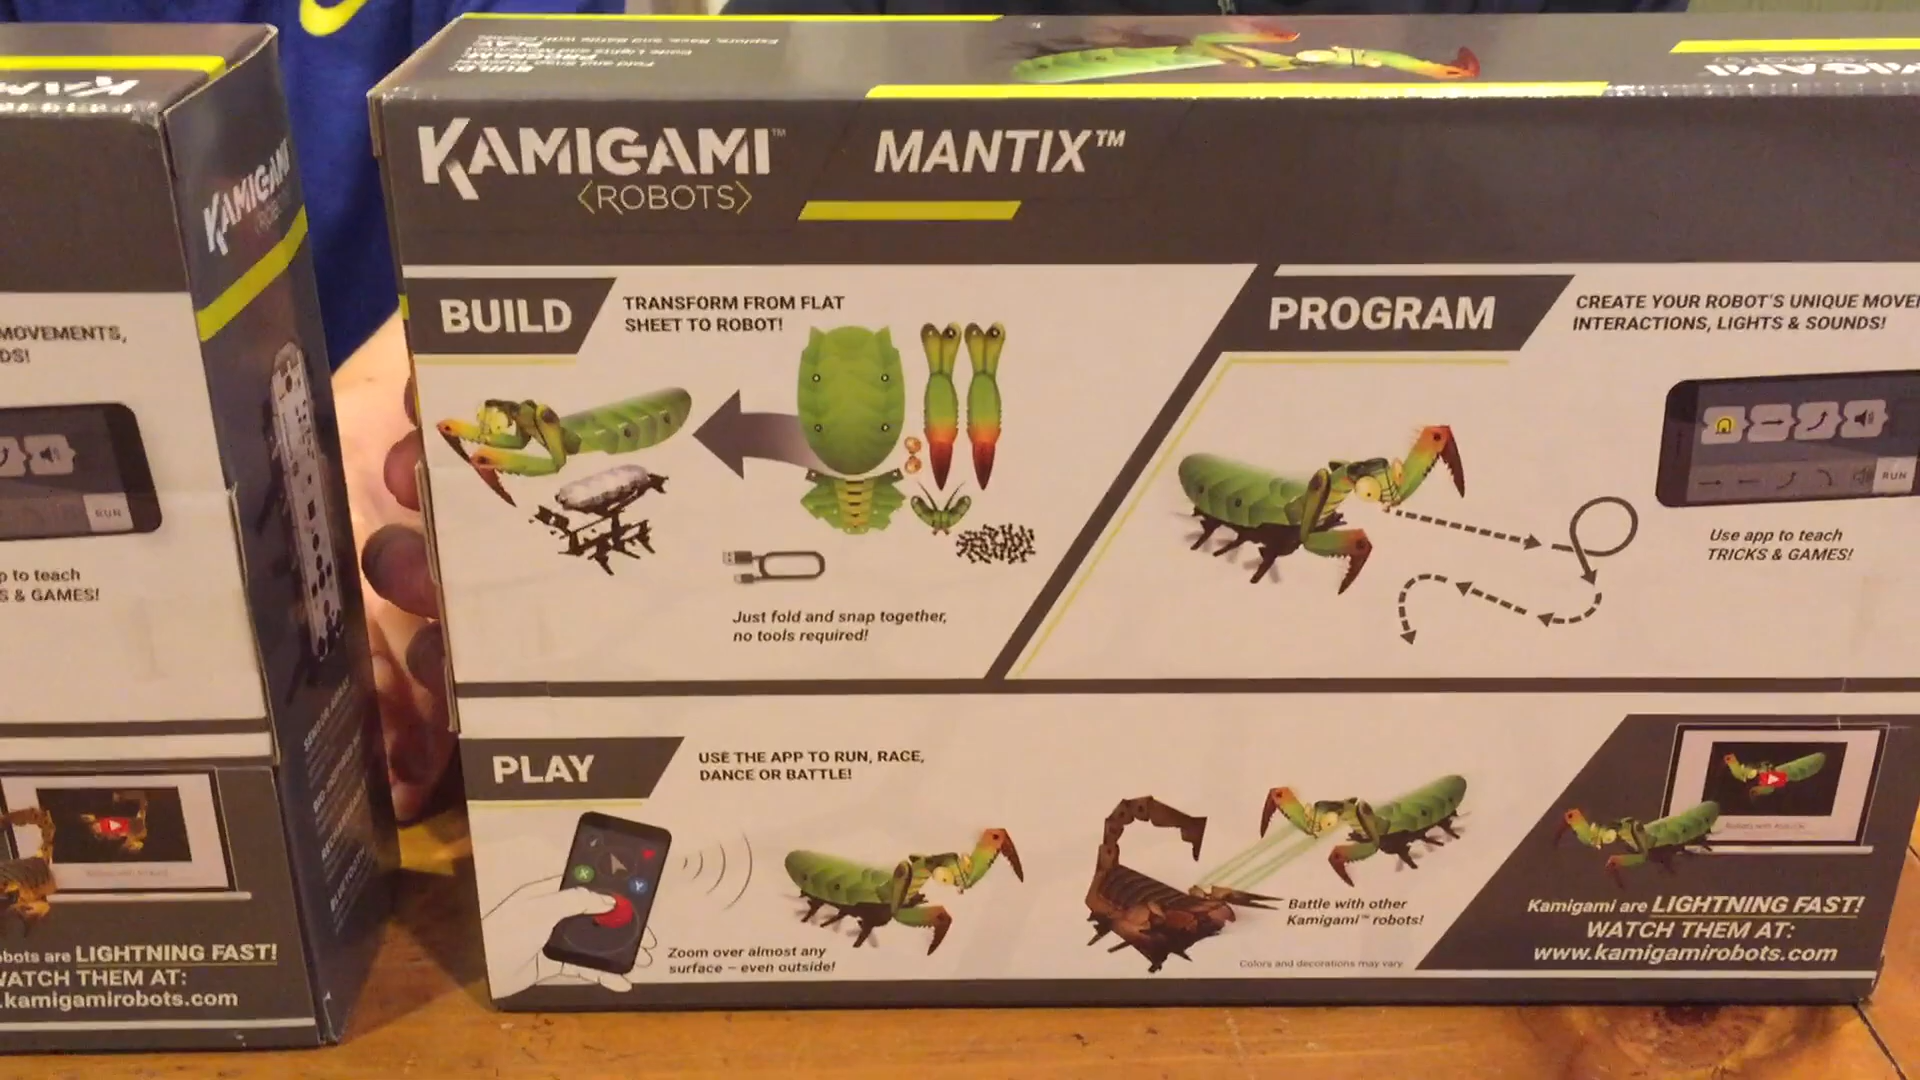 KAMIGAMI™
<ROBOTS>
MANTIX™
BUILD
TRANSFORM FROM FLAT
SHEET TO ROBOT!
Just fold and snap together,
no tools required!
PROGRAM
CREATE YOUR ROBOT'S UNIQUE
INTERACTIONS, LIGHTS & SOUNDS!
RUN
Use app to teach
TRICKS & GAMES!
PLAY
USE THE APP TO RUN, RACE,
DANCE OR BATTLE!
X
Y
Zoom over almost any
surface – even outside!
Battle with other
Kamigami™ robots!
Colors and decorations may vary
Kamigami are LIGHTNING FAST!
WATCH THEM AT:
www.kamigamirobots.com
BUILD:
PROGRAM:
PLAY:
KAMIGAMI
MOVEMENTS,
RUN
to teach
& GAMES!
are LIGHTNING FAST!
WATCH THEM AT:
.kamigamirobots.com